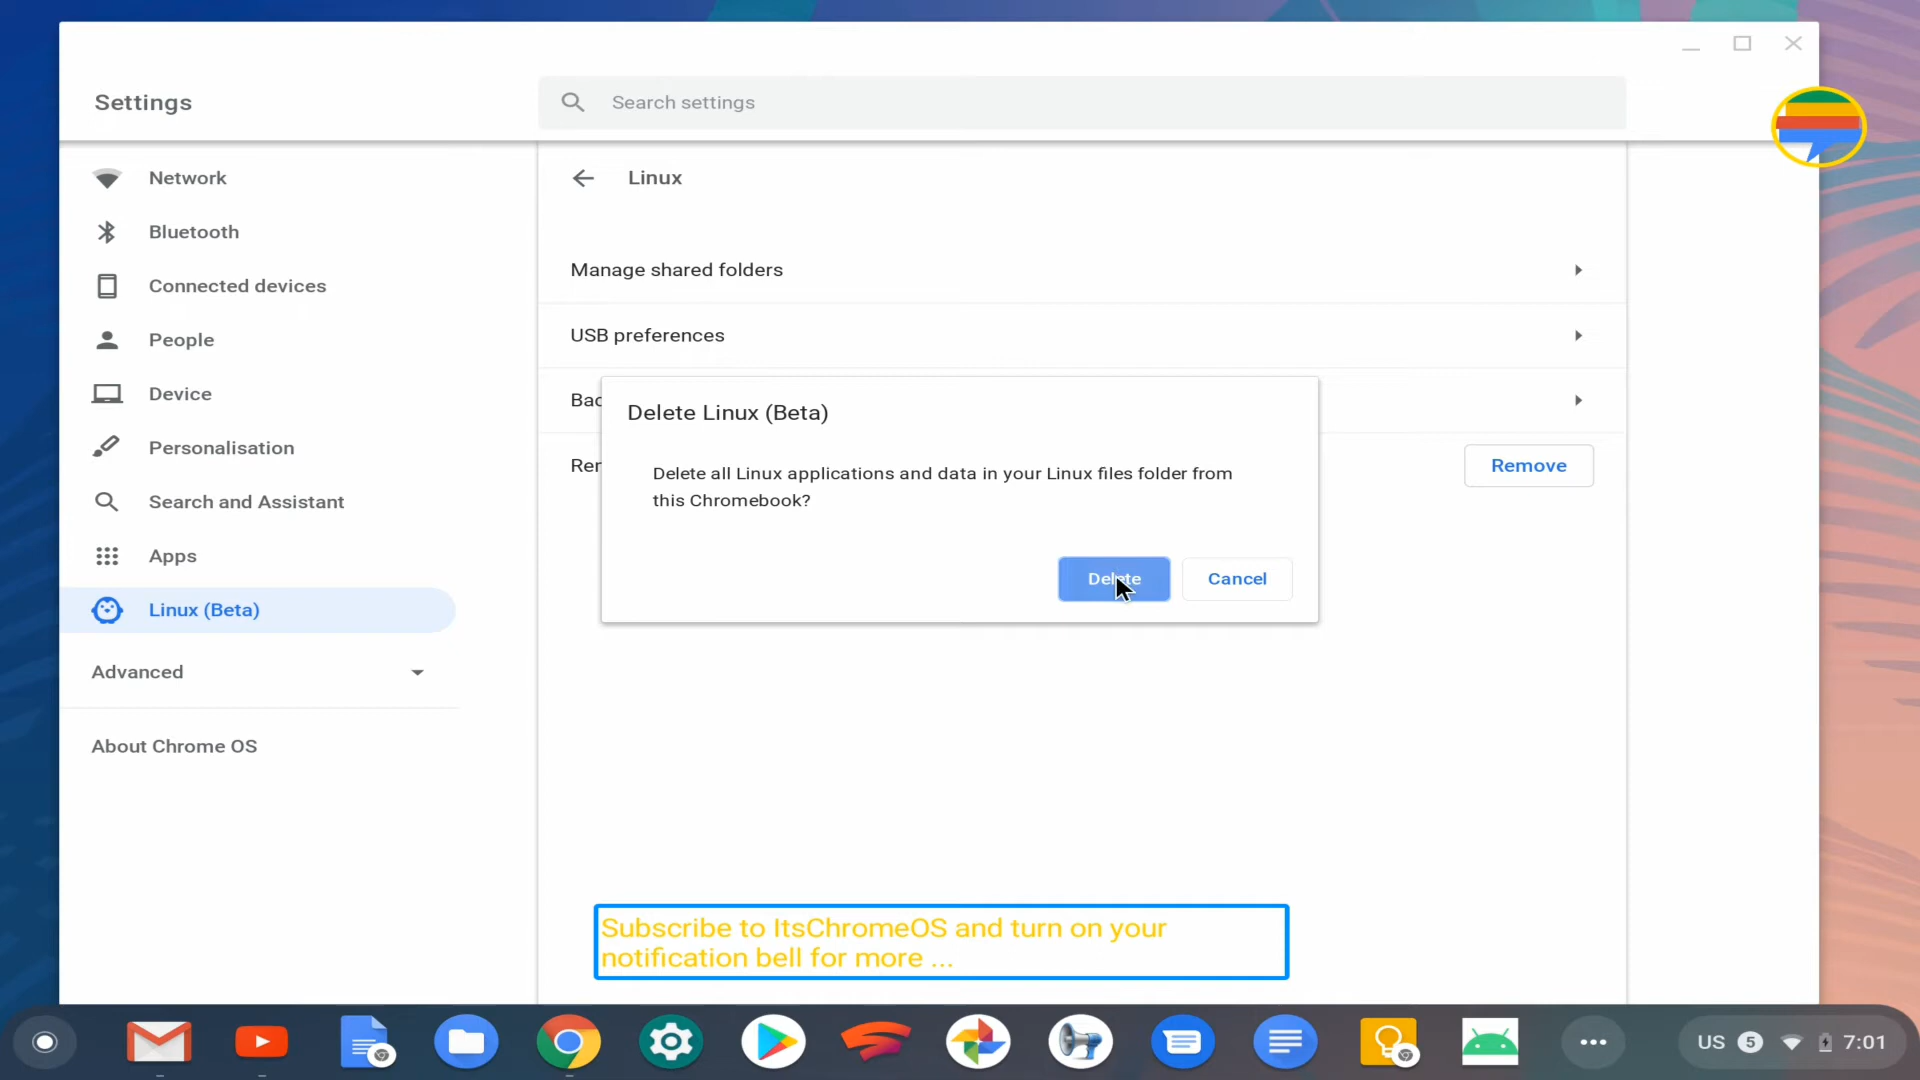 Settings
Search settings
Network
Bluetooth
Connected devices
People
Device
Personalisation
Search and Assistant
Apps
Linux (Beta)
Advanced
About Chrome OS
Linux
Manage shared folders
USB preferences
Bac
Rer
Remove
Delete Linux (Beta)
Delete all Linux applications and data in your Linux files folder from
this Chromebook?
Delete
Cancel
Subscribe to ItsChromeOS and turn on your
notification bell for more ...
US 5 7:01